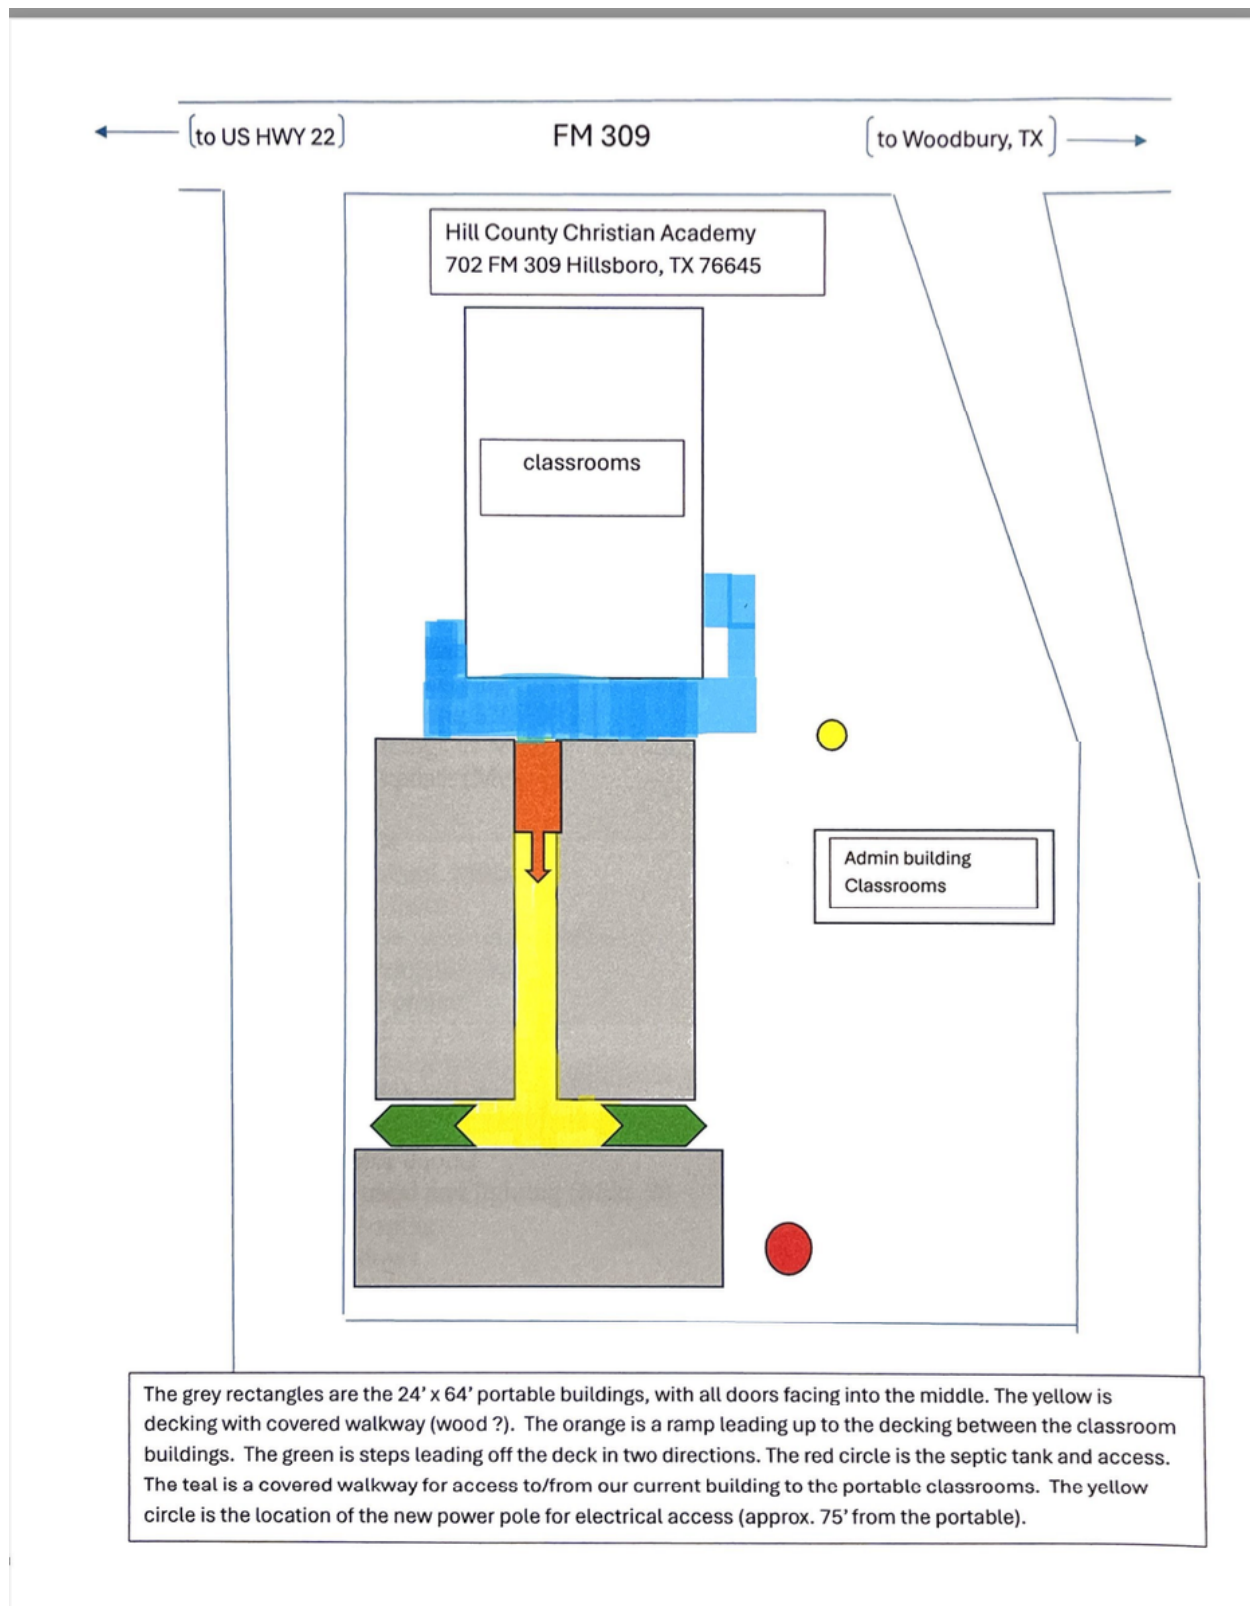 (to US HWY 22)
FM 309
(to Woodbury, TX)
Hill County Christian Academy
702 FM 309 Hillsboro, TX 76645
classrooms
Admin building
Classrooms
The grey rectangles are the 24’ x 64’ portable buildings, with all doors facing into the middle. The yellow is
decking with covered walkway (wood ?). The orange is a ramp leading up to the decking between the classroom
buildings. The green is steps leading off the deck in two directions. The red circle is the septic tank and access.
The teal is a covered walkway for access to/from our current building to the portable classrooms. The yellow
circle is the location of the new power pole for electrical access (approx. 75’ from the portable).